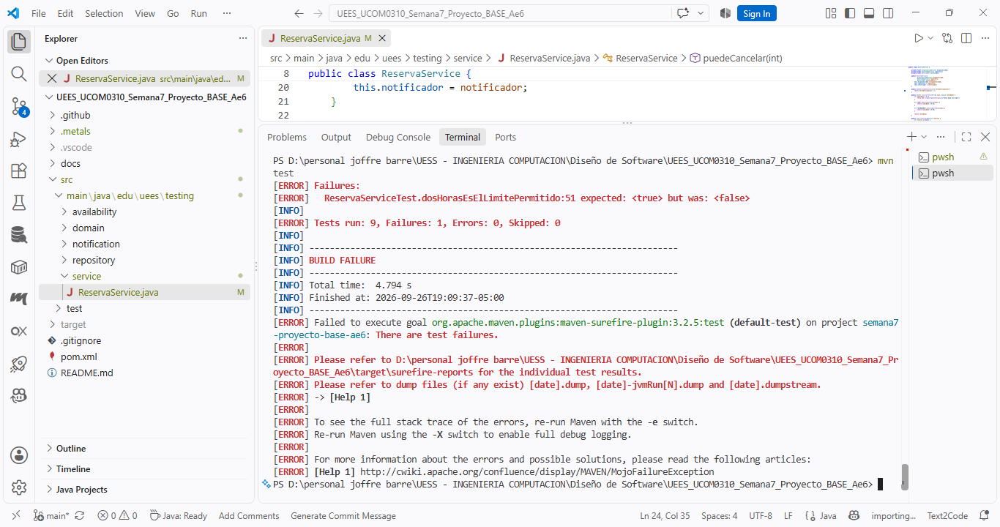 File Edit Selection View Go Run ··· UEES_UCOM0310_Semana7_Proyecto_BASE_Ae6 Sign In
Explorer
Open Editors
ReservaService.java src\main\java\ed... M
UEES_UCOM0310_Semana7_Proyecto_BASE_Ae6
.github
.metals
.vscode
docs
src
main\java\edu\uees\testing
availability
domain
notification
repository
service
J ReservaService.java M
test
target
.gitignore
pom.xml
README.md
Outline
Timeline
Java Projects
4
J ReservaService.java M
src > main > java > edu > uees > testing > service > J ReservaService.java > ReservaService > puedeCancelar(int)
8 public class ReservaService {
20 this.notificador = notificador;
21 }
22
Problems Output Debug Console Terminal Ports
pwsh
pwsh
PS D:\personal joffre barre\UESS - INGENIERIA COMPUTACION\Diseño de Software\UEES_UCOM0310_Semana7_Proyecto_BASE_Ae6> mvn
test
[ERROR] Failures:
[ERROR]   ReservaServiceTest.dosHorasEsElLimitePermitido:51 expected: <true> but was: <false>
[INFO]
[ERROR] Tests run: 9, Failures: 1, Errors: 0, Skipped: 0
[INFO]
[INFO] ------------------------------------------------------------------------
[INFO] BUILD FAILURE
[INFO] ------------------------------------------------------------------------
[INFO] Total time:  4.794 s
[INFO] Finished at: 2026-09-26T19:09:37-05:00
[INFO] ------------------------------------------------------------------------
[ERROR] Failed to execute goal org.apache.maven.plugins:maven-surefire-plugin:3.2.5:test (default-test) on project semana7
-proyecto-base-ae6: There are test failures.
[ERROR]
[ERROR] Please refer to D:\personal joffre barre\UESS - INGENIERIA COMPUTACION\Diseño de Software\UEES_UCOM0310_Semana7_Pr
oyecto_BASE_Ae6\target\surefire-reports for the individual test results.
[ERROR] Please refer to dump files (if any exist) [date].dump, [date]-jvmRun[N].dump and [date].dumpstream.
[ERROR] -> [Help 1]
[ERROR]
[ERROR] To see the full stack trace of the errors, re-run Maven with the -e switch.
[ERROR] Re-run Maven using the -X switch to enable full debug logging.
[ERROR]
[ERROR] For more information about the errors and possible solutions, please read the following articles:
[ERROR] [Help 1] http://cwiki.apache.org/confluence/display/MAVEN/MojoFailureException
PS D:\personal joffre barre\UESS - INGENIERIA COMPUTACION\Diseño de Software\UEES_UCOM0310_Semana7_Proyecto_BASE_Ae6>
main* 0 0 Java: Ready Add Comments Generate Commit Message Ln 24, Col 35 Spaces: 4 UTF-8 LF {} Java importing... Text2Code